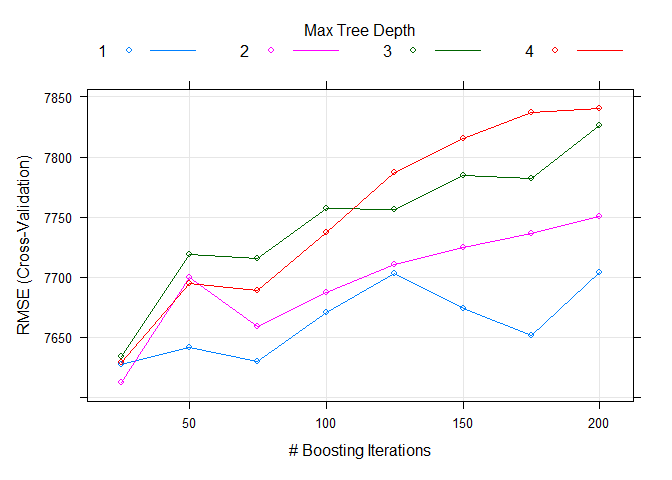 Max Tree Depth
1 2 3 4
7850
7800
7750
7700
7650
RMSE (Cross-Validation)
50 100 150 200
# Boosting Iterations